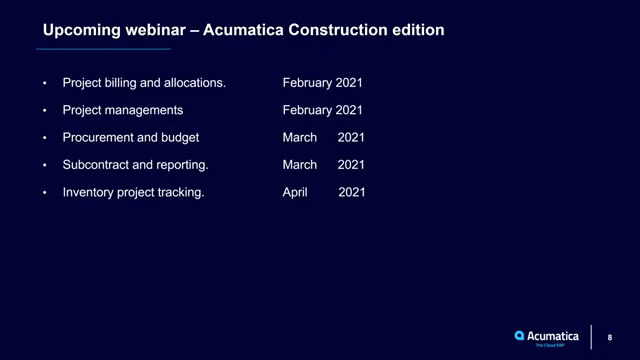 Upcoming webinar – Acumatica Construction edition
• Project billing and allocations. February 2021
• Project managements February 2021
• Procurement and budget March 2021
• Subcontract and reporting. March 2021
• Inventory project tracking. April 2021
Acumatica
The Cloud ERP
8